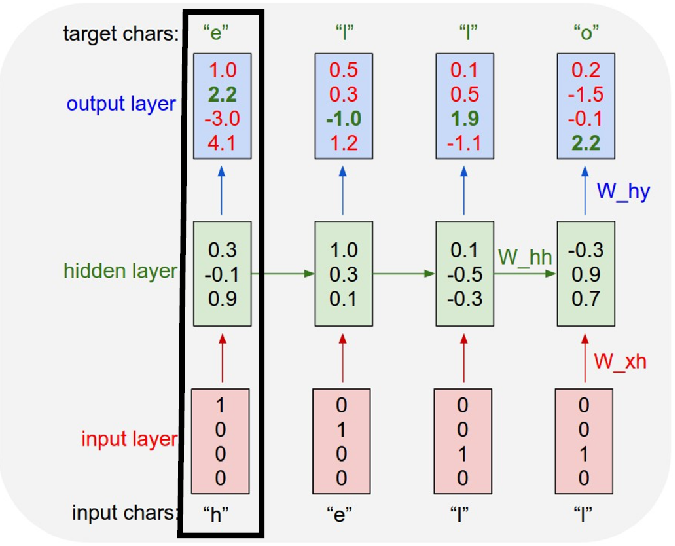 target chars: “e” “l” “l” “o”
output layer
1.0 0.5 0.1 0.2
2.2 0.3 0.5 -1.5
-3.0 -1.0 1.9 -0.1
4.1 1.2 -1.1 2.2
W_hy
hidden layer
0.3 1.0 0.1 -0.3
-0.1 0.3 -0.5 0.9
0.9 0.1 -0.3 0.7
W_hh
W_xh
input layer
1 0 0 0
0 1 0 0
0 0 1 1
0 0 0 0
input chars: “h” “e” “l” “l”